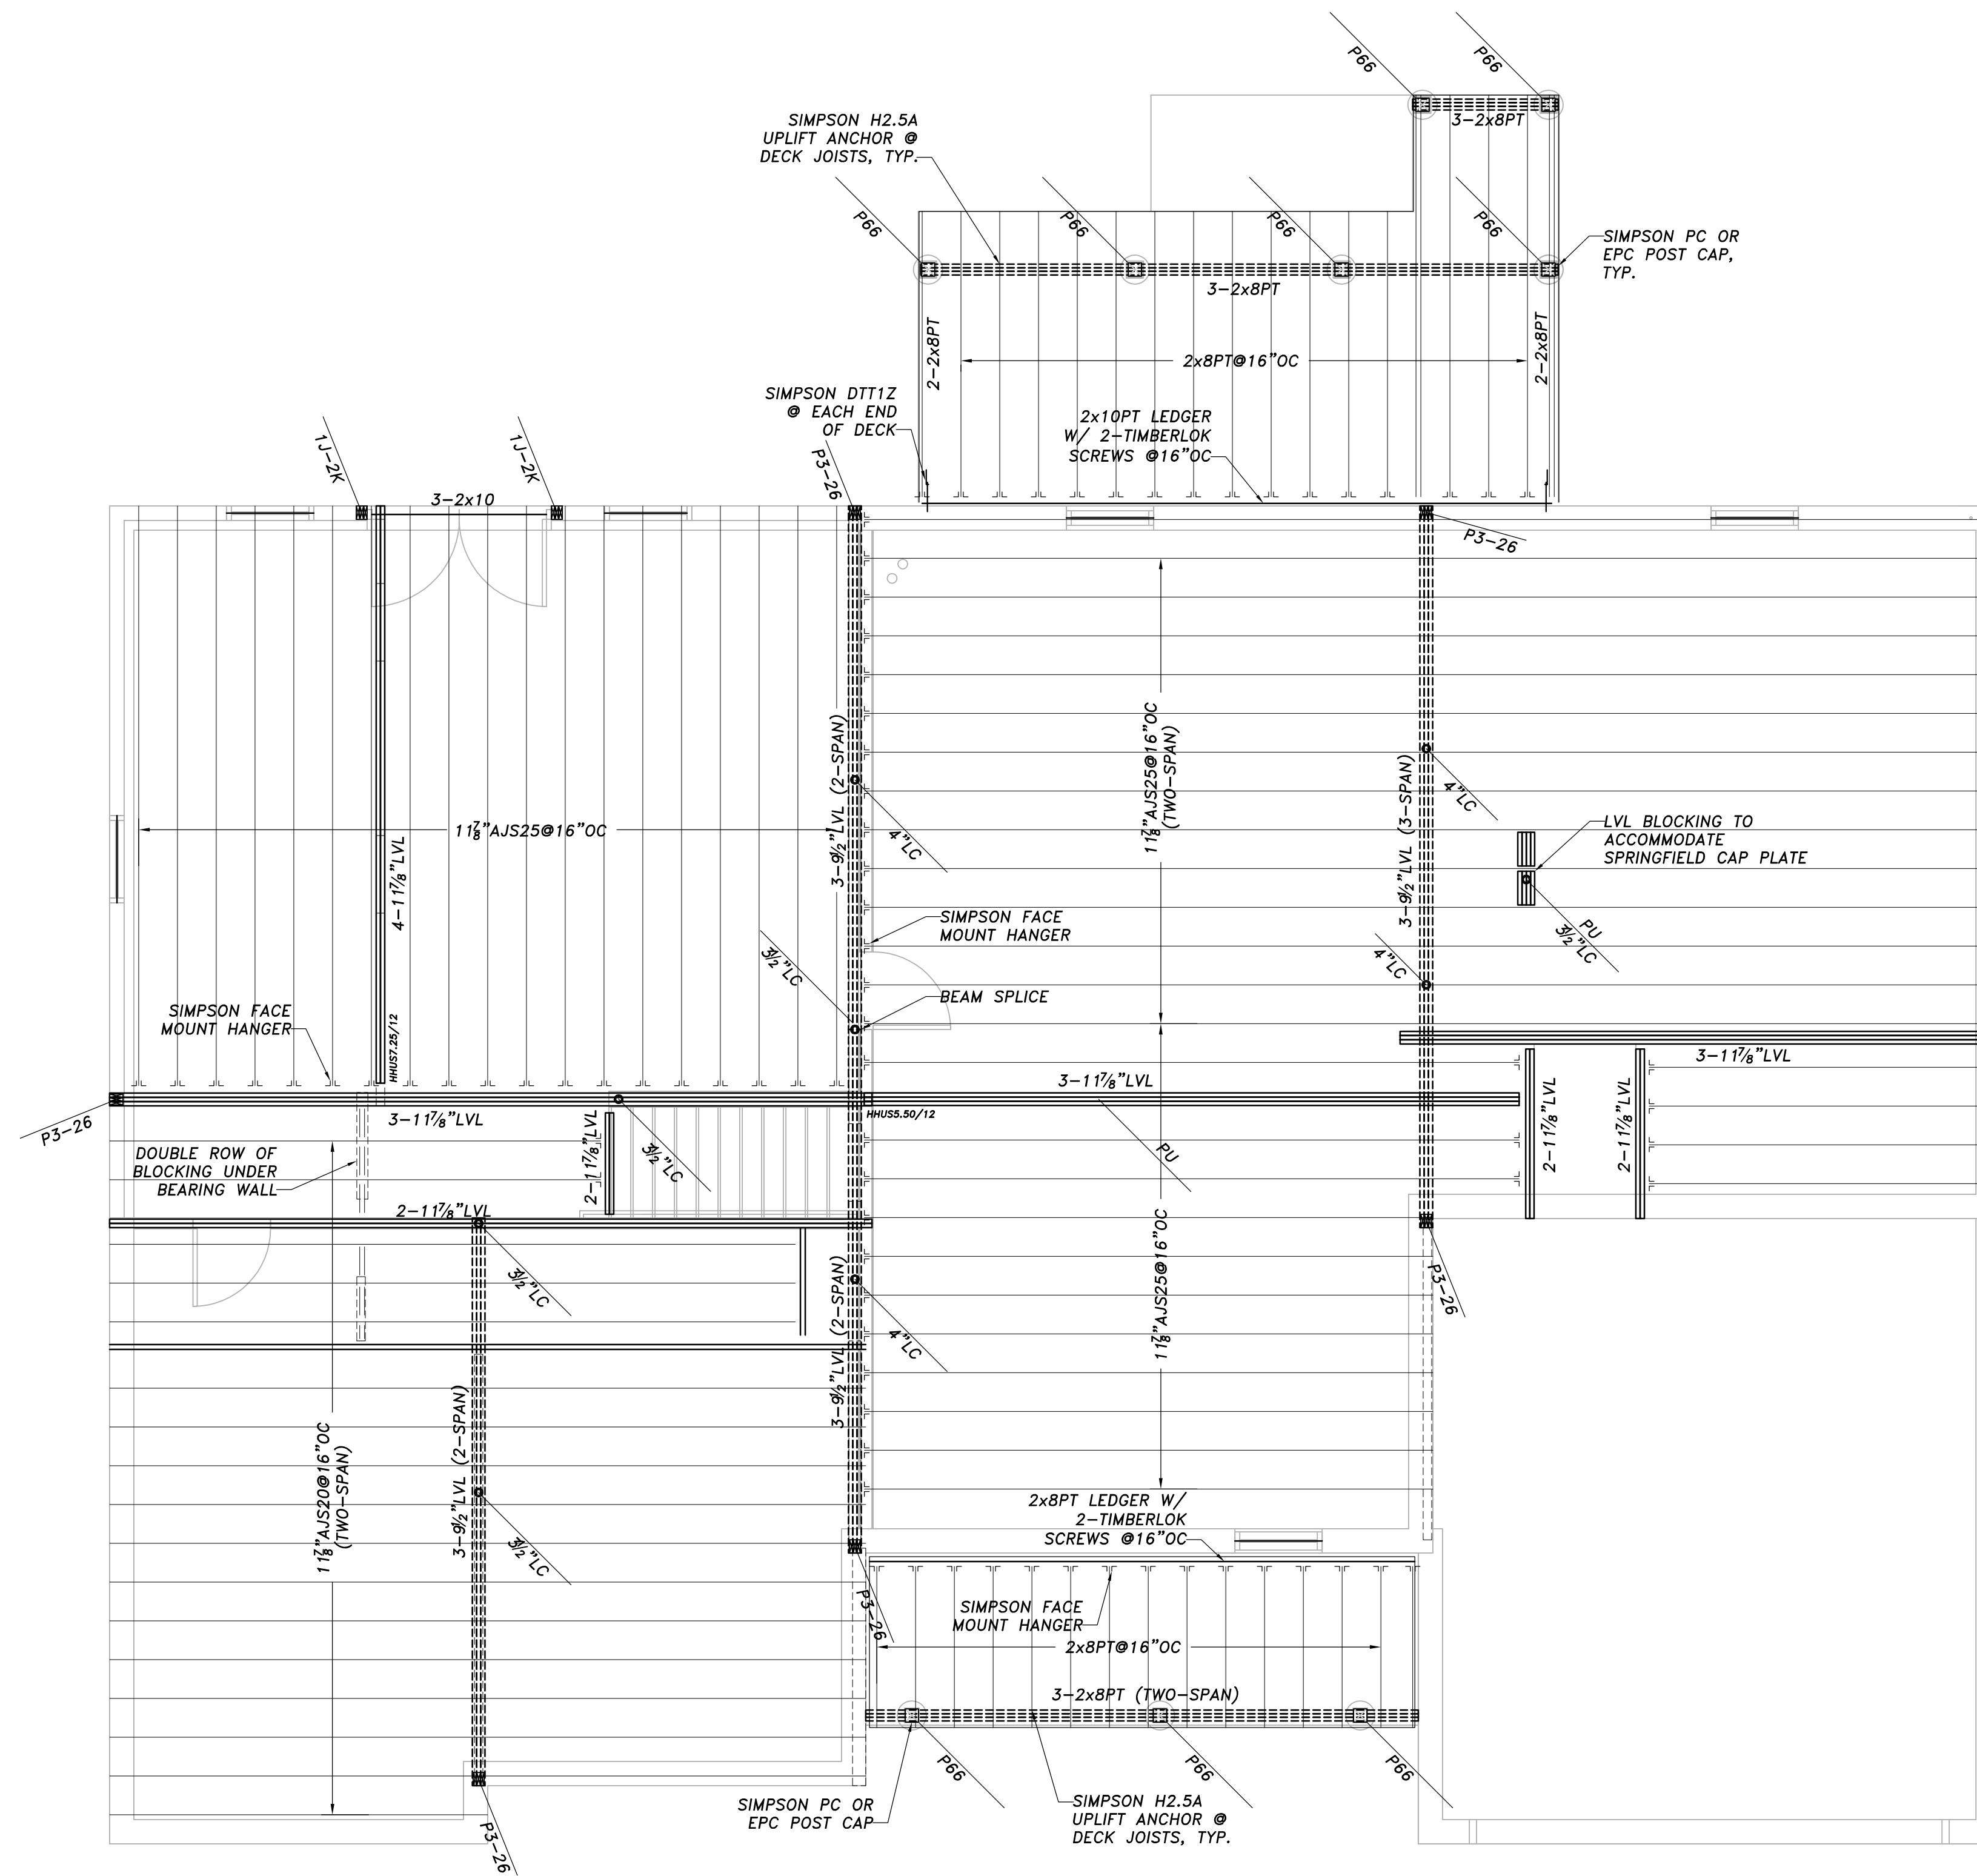 P66
P66
3-2x8PT
SIMPSON H2.5A
UPLIFT ANCHOR @
DECK JOISTS, TYP.
P66
P66
P66
P66
SIMPSON PC OR
EPC POST CAP,
TYP.
3-2x8PT
2-2x8PT
2x8PT@16"OC
2-2x8PT
SIMPSON DTT1Z
@ EACH END
OF DECK
2x10PT LEDGER
W/ 2-TIMBERLOK
SCREWS @16"OC
1J-2K
1J-2K
P3-26
3-2x10
P3-26
11⅞"AJS25@16"OC
4-11⅞"LVL
3-9½"LVL (2-SPAN)
4"LC
11⅞"AJS25@16"OC
(TWO-SPAN)
3-9½"LVL (3-SPAN)
4"LC
LVL BLOCKING TO
ACCOMMODATE
SPRINGFIELD CAP PLATE
PU
3½"LC
4"LC
SIMPSON FACE
MOUNT HANGER
3½"LC
BEAM SPLICE
SIMPSON FACE
MOUNT HANGER
HHUS7.25/12
3-11⅞"LVL
3-11⅞"LVL
P3-26
3-11⅞"LVL
HHUS5.50/12
PU
2-11⅞"LVL
2-11⅞"LVL
DOUBLE ROW OF
BLOCKING UNDER
BEARING WALL
2-11⅞"LVL
3½"LC
2-11⅞"LVL
3½"LC
3-9½"LVL (2-SPAN)
4"LC
11⅞"AJS25@16"OC
P3-26
11⅞"AJS20@16"OC
(TWO-SPAN)
3-9½"LVL (2-SPAN)
3½"LC
2x8PT LEDGER W/
2-TIMBERLOK
SCREWS @16"OC
P3-26
SIMPSON FACE
MOUNT HANGER
2x8PT@16"OC
3-2x8PT (TWO-SPAN)
P66
P66
P66
SIMPSON PC OR
EPC POST CAP
SIMPSON H2.5A
UPLIFT ANCHOR @
DECK JOISTS, TYP.
P3-26